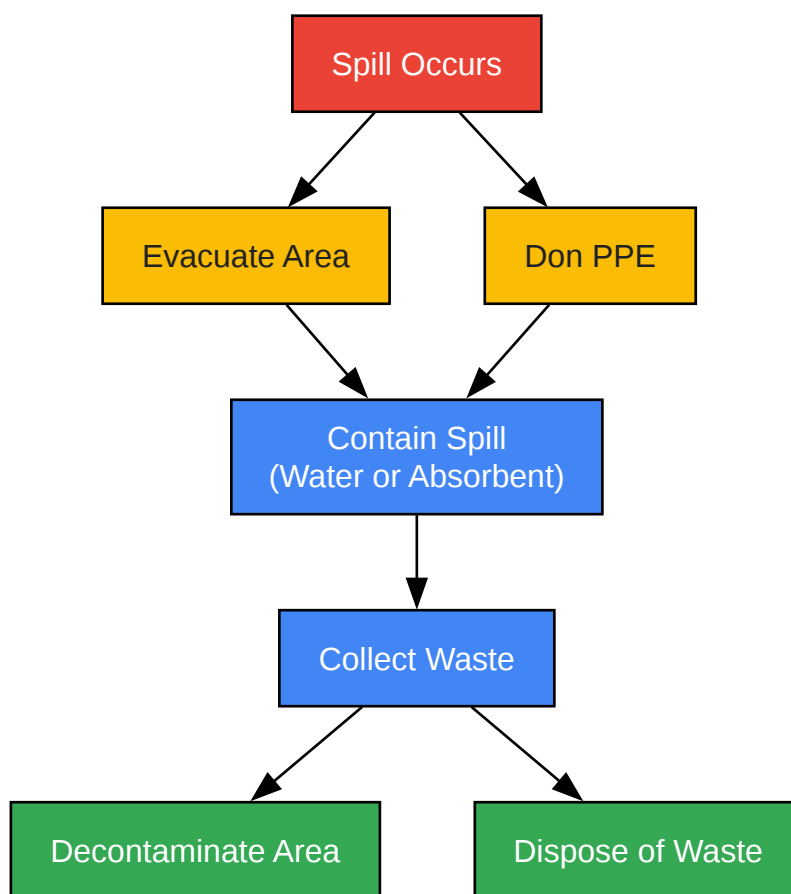 Spill Occurs
Evacuate Area
Don PPE
Contain Spill
(Water or Absorbent)
Collect Waste
Decontaminate Area
Dispose of Waste